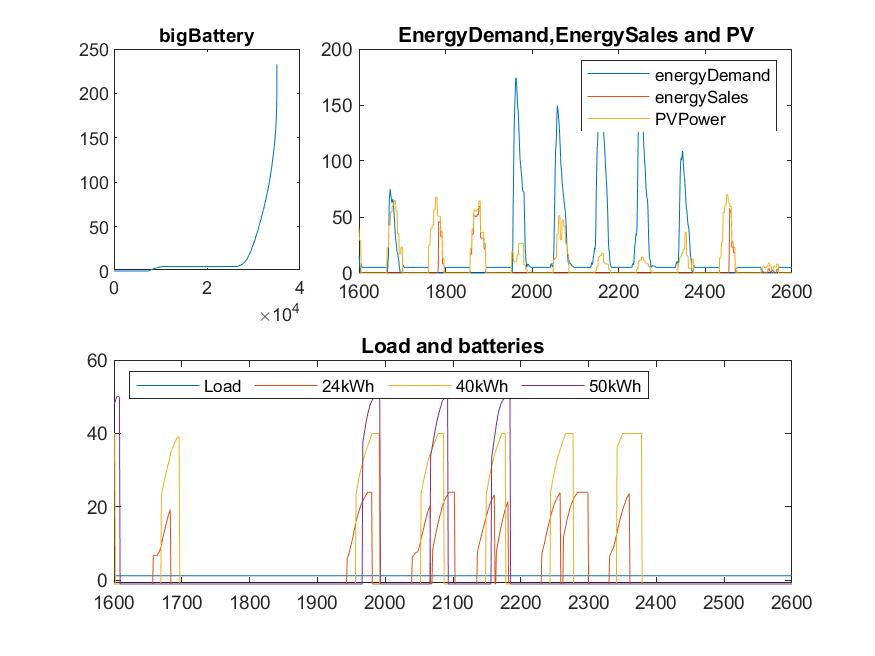 bigBattery
250
200
150
100
50
0
0 2 4
×10⁴
EnergyDemand,EnergySales and PV
200
150
100
50
0
energyDemand
energySales
PVPower
1600 1800 2000 2200 2400 2600
Load and batteries
60
40
20
0
Load 24kWh 40kWh 50kWh
1600 1700 1800 1900 2000 2100 2200 2300 2400 2500 2600